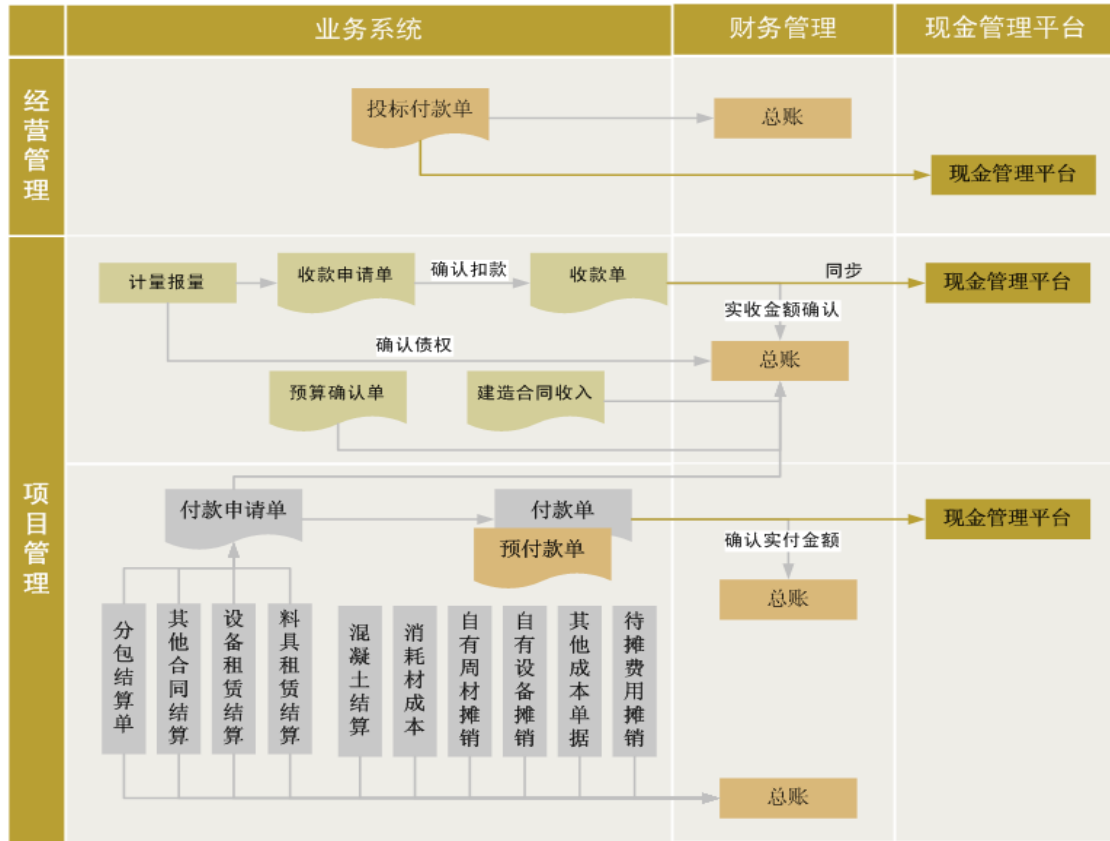 业务系统
财务管理
现金管理平台
经营管理
投标付款单
总账
现金管理平台
项目管理
计量报量
收款申请单
确认扣款
收款单
同步
现金管理平台
实收金额确认
确认债权
总账
预算确认单
建造合同收入
付款申请单
付款单
预付款单
现金管理平台
确认实付金额
总账
分包结算单
其他合同结算
设备租赁结算
料具租赁结算
混凝土结算
消耗材成本
自有周材摊销
自有设备摊销
其他成本单据
待摊费用摊销
总账